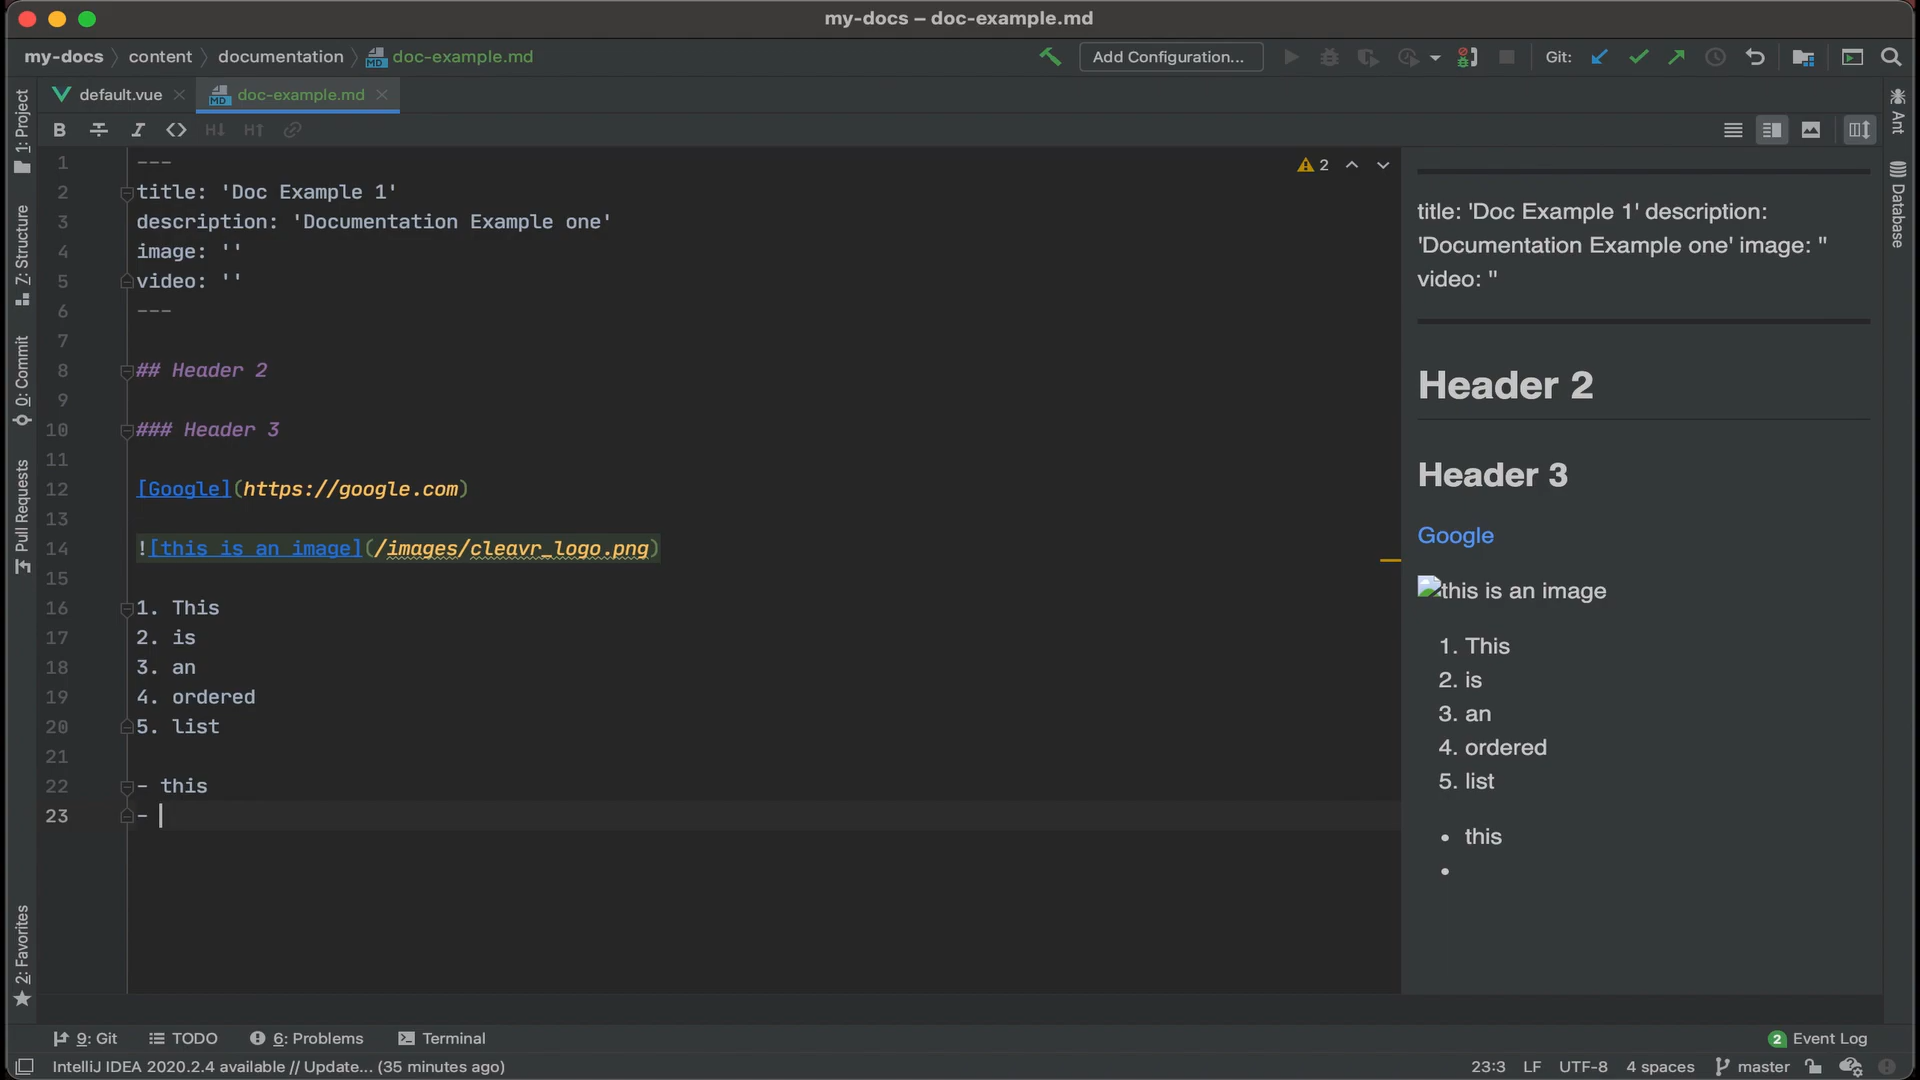 my-docs – doc-example.md
my-docs content documentation doc-example.md
Add Configuration...
Git:
default.vue
doc-example.md
B I <> H↓ H↑
1: Project
7: Structure
0: Commit
Pull Requests
2: Favorites
1 ---
2 title: 'Doc Example 1'
3 description: 'Documentation Example one'
4 image: ''
5 video: ''
6 ---
7
8 ## Header 2
9
10 ### Header 3
11
12 [Google](https://google.com)
13
14 ![this is an image](/images/cleavr_logo.png)
15
16 1. This
17 2. is
18 3. an
19 4. ordered
20 5. list
21
22 - this
23 -
2
title: 'Doc Example 1' description:
'Documentation Example one' image: "
video: "
Header 2
Header 3
Google
this is an image
1. This
2. is
3. an
4. ordered
5. list
• this
•
Ant
Database
9: Git TODO 6: Problems Terminal
2 Event Log
IntelliJ IDEA 2020.2.4 available // Update... (35 minutes ago)
23:3 LF UTF-8 4 spaces master